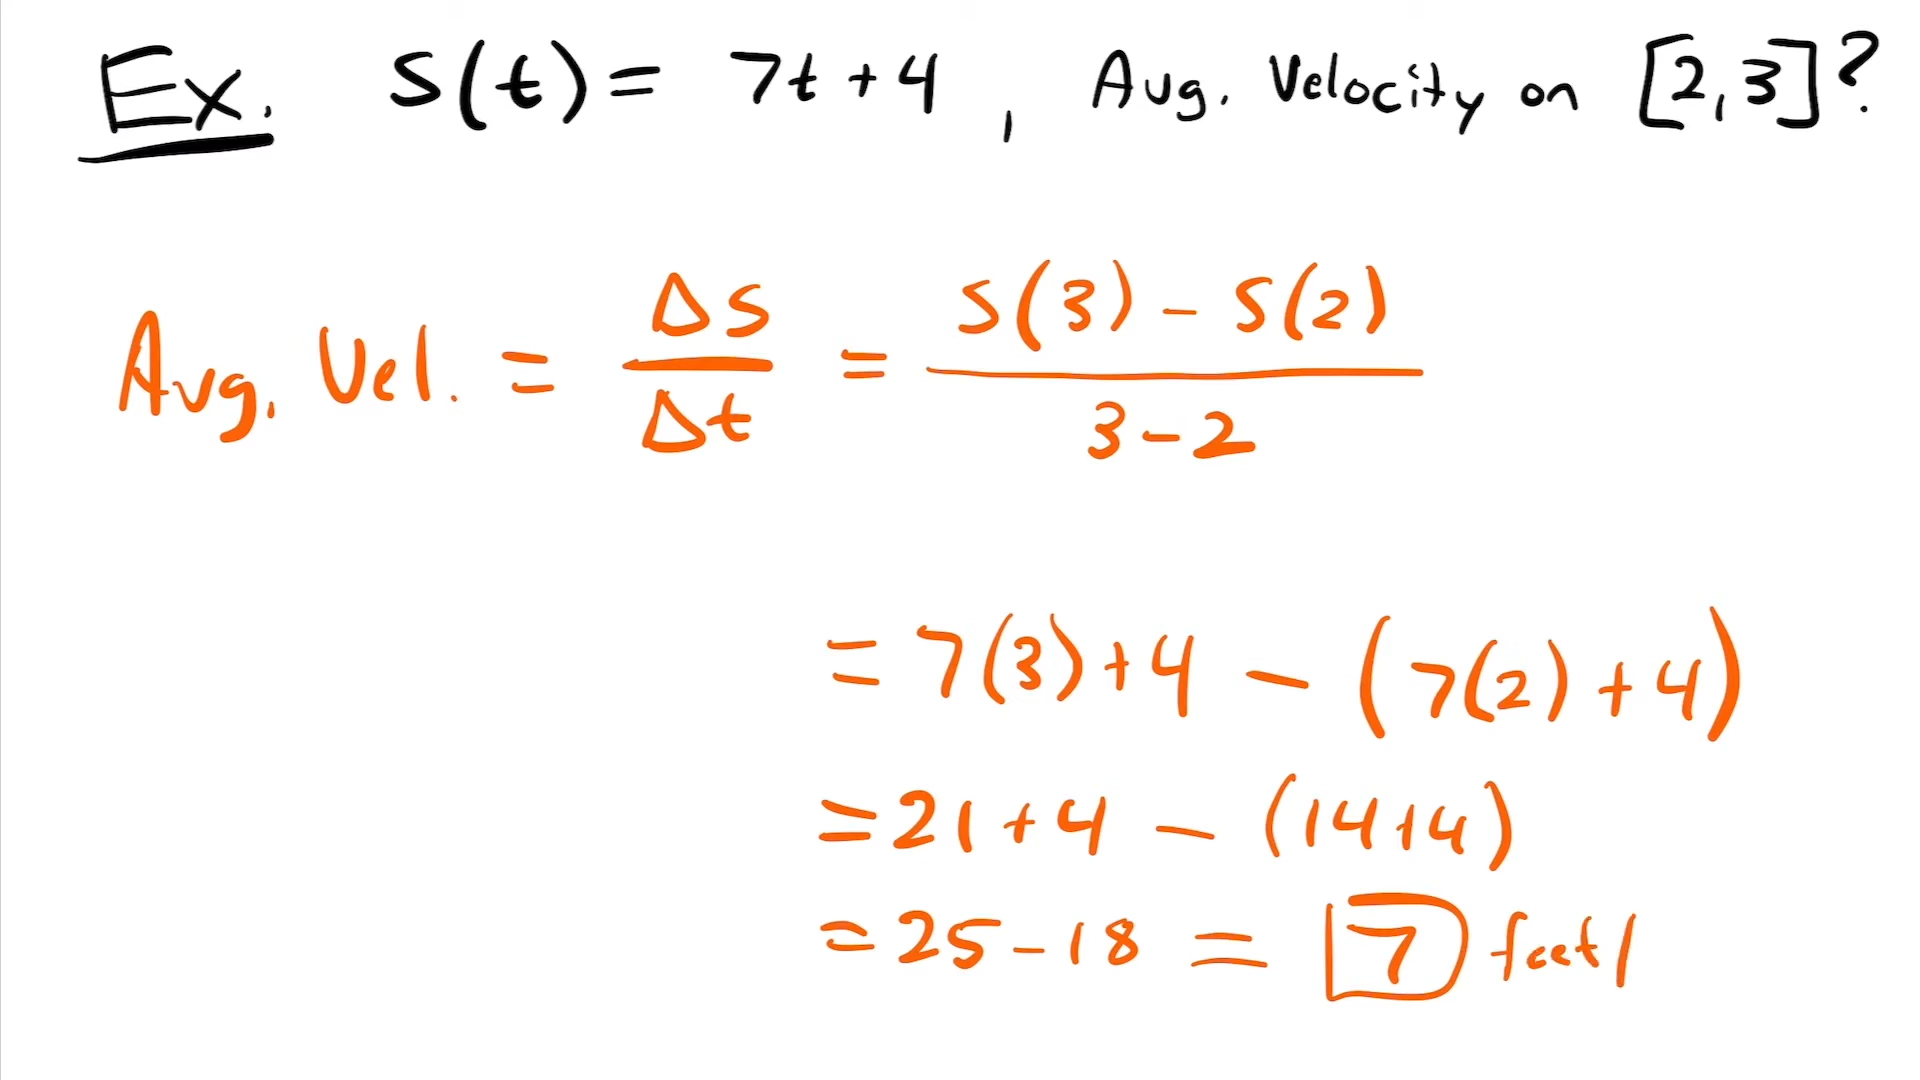 Ex. s(t) = 7t + 4 , Avg. Velocity on [2,3]?
Avg. Vel. = Δs/Δt = (s(3) - s(2))/(3-2)
= 7(3)+4 - (7(2)+4)
= 21+4 - (14+4)
= 25-18 = 7 feet/